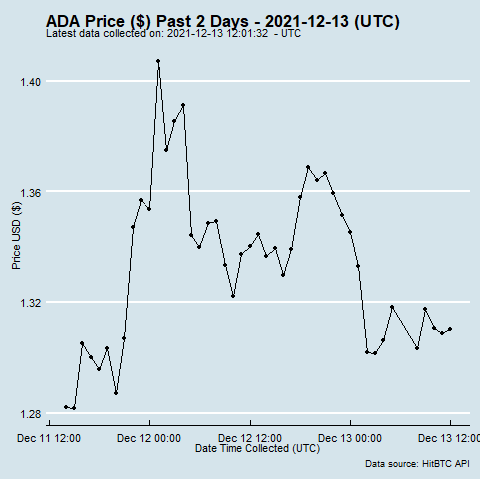 ADA Price ($) Past 2 Days - 2021-12-13 (UTC)
Latest data collected on: 2021-12-13 12:01:32 - UTC
1.40
1.36
1.32
1.28
Price USD ($)
Dec 11 12:00 Dec 12 00:00 Dec 12 12:00 Dec 13 00:00 Dec 13 12:00
Date Time Collected (UTC)
Data source: HitBTC API